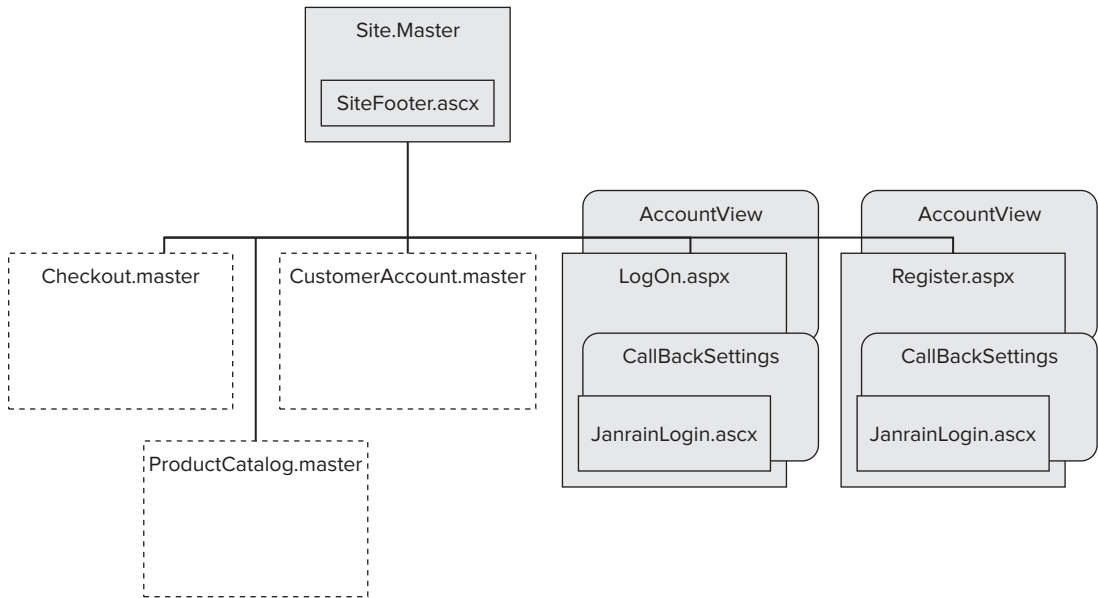 Site.Master
SiteFooter.ascx
AccountView
AccountView
Checkout.master
CustomerAccount.master
LogOn.aspx
Register.aspx
CallBackSettings
CallBackSettings
JanrainLogin.ascx
JanrainLogin.ascx
ProductCatalog.master